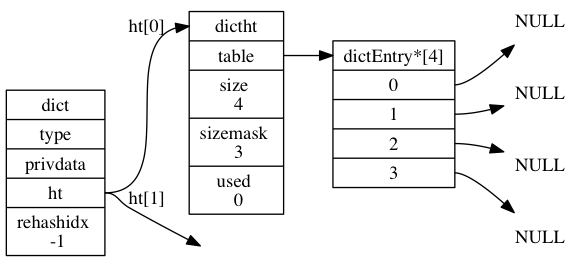 dict
type
privdata
ht
rehashidx
-1
ht[0]
ht[1]
dictht
table
size
4
sizemask
3
used
0
dictEntry*[4]
0
1
2
3
NULL
NULL
NULL
NULL